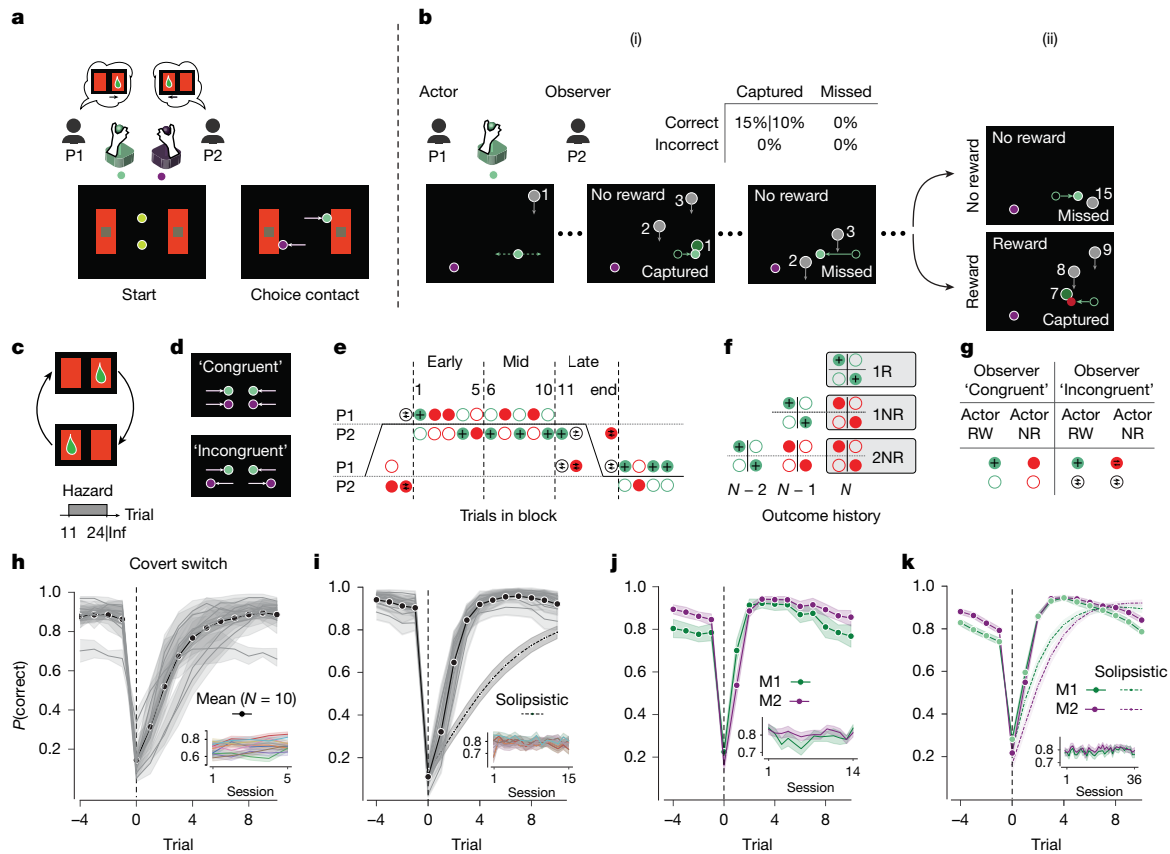 a
P1
P2
Start
Choice contact
b
(i)
(ii)
Actor
Observer
P1
P2
Captured Missed
Correct 15%|10% 0%
Incorrect 0% 0%
1
No reward
3
2
1
Captured
No reward
3
2
Missed
No reward
No reward
15
Missed
Reward
Reward
9
8
7
Captured
c
Hazard
Trial
11 24|Inf
d
'Congruent'
'Incongruent'
e
Early Mid Late
1 5 6 10 11 end
P1
P2
P1
P2
Trials in block
f
1R
1NR
2NR
N − 2 N − 1 N
Outcome history
g
Observer 'Congruent'
Observer 'Incongruent'
Actor RW
Actor NR
Actor RW
Actor NR
h
Covert switch
P(correct)
1.0
0.8
0.6
0.4
0.2
Mean (N = 10)
0.8
0.6
1 5
Session
−4 0 4 8
Trial
i
1.0
0.8
0.6
0.4
0.2
Solipsistic
0.8
0.7
1 15
Session
−4 0 4 8
Trial
j
1.0
0.8
0.6
0.4
0.2
M1
M2
0.8
0.7
1 14
Session
−4 0 4 8
Trial
k
1.0
0.8
0.6
0.4
0.2
Solipsistic
M1
M2
0.8
0.7
1 36
Session
−4 0 4 8
Trial